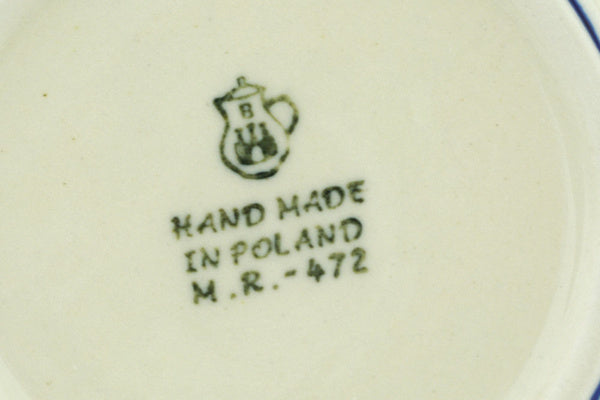 B
HAND MADE
IN POLAND
M.R.-472